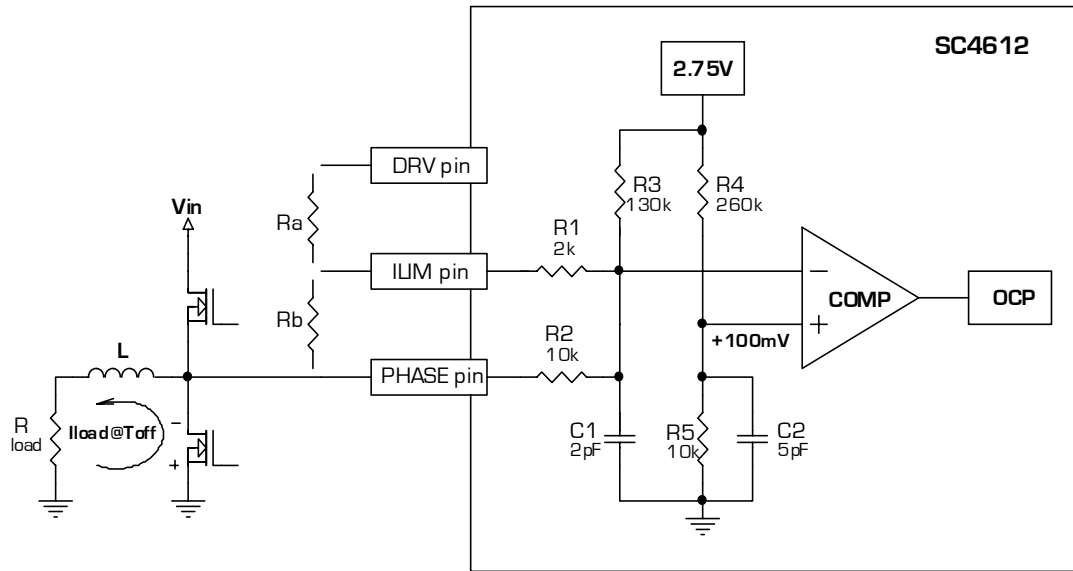 SC4612
2.75V
DRV pin
Vin
Ra
R3
130k
R4
260k
R1
2k
ILIM pin
COMP
OCP
Rb
+100mV
L
R2
10k
PHASE pin
R
load
Iload@Toff
C1
2pF
R5
10k
C2
5pF